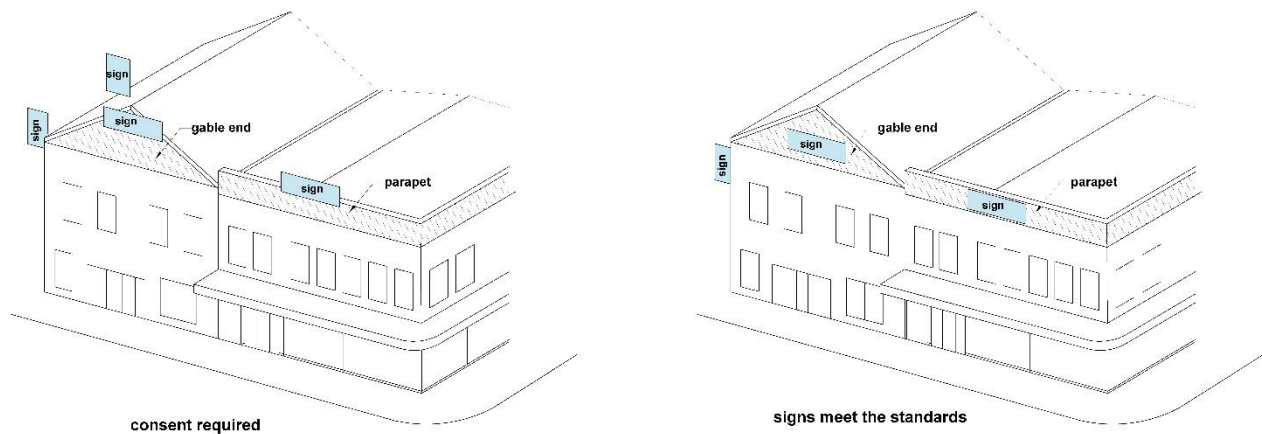 sign
sign
sign
gable end
sign
parapet
consent required
sign
sign
gable end
sign
parapet
signs meet the standards